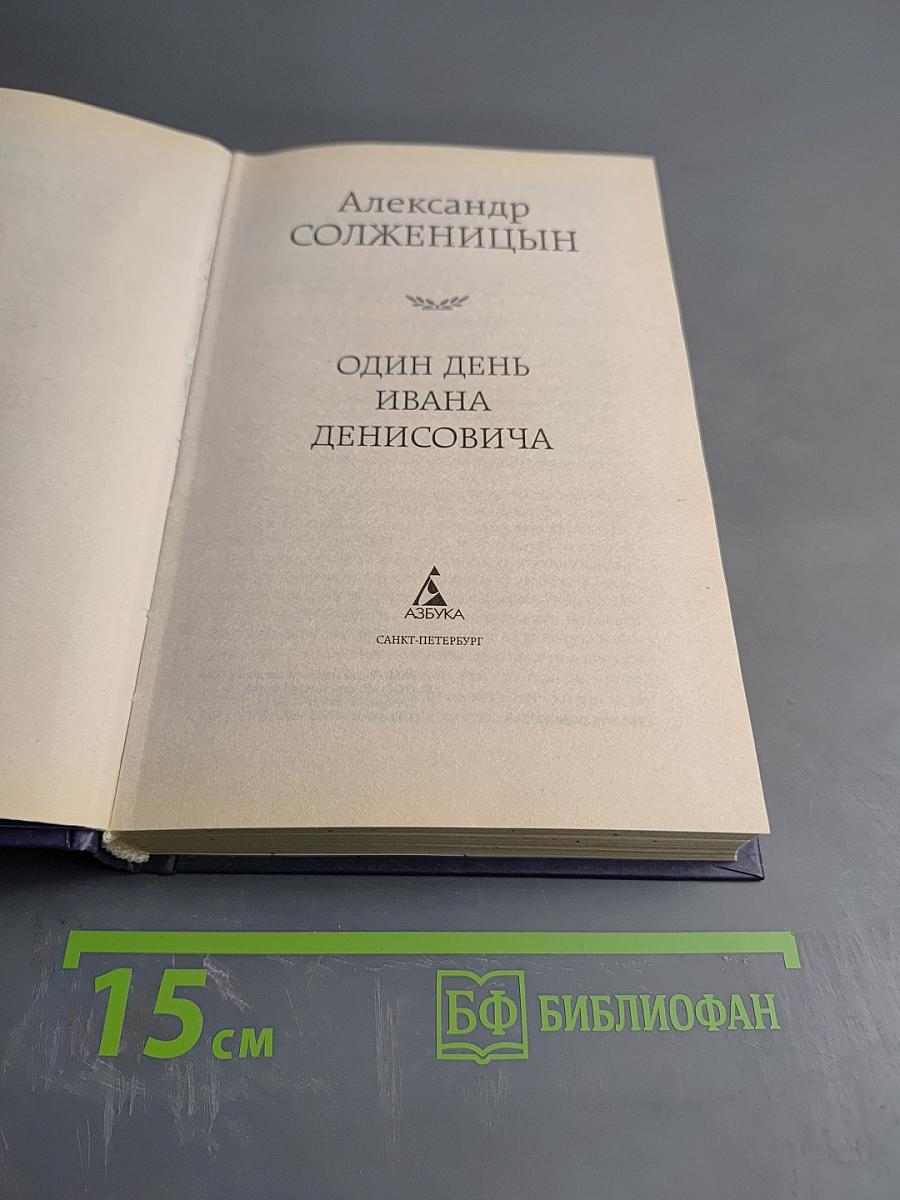 Александр
СОЛЖЕНИЦЫН
ОДИН ДЕНЬ
ИВАНА
ДЕНИСОВИЧА
АЗБУКА
САНКТ-ПЕТЕРБУРГ
15 см
БФ БИБЛИОФАН